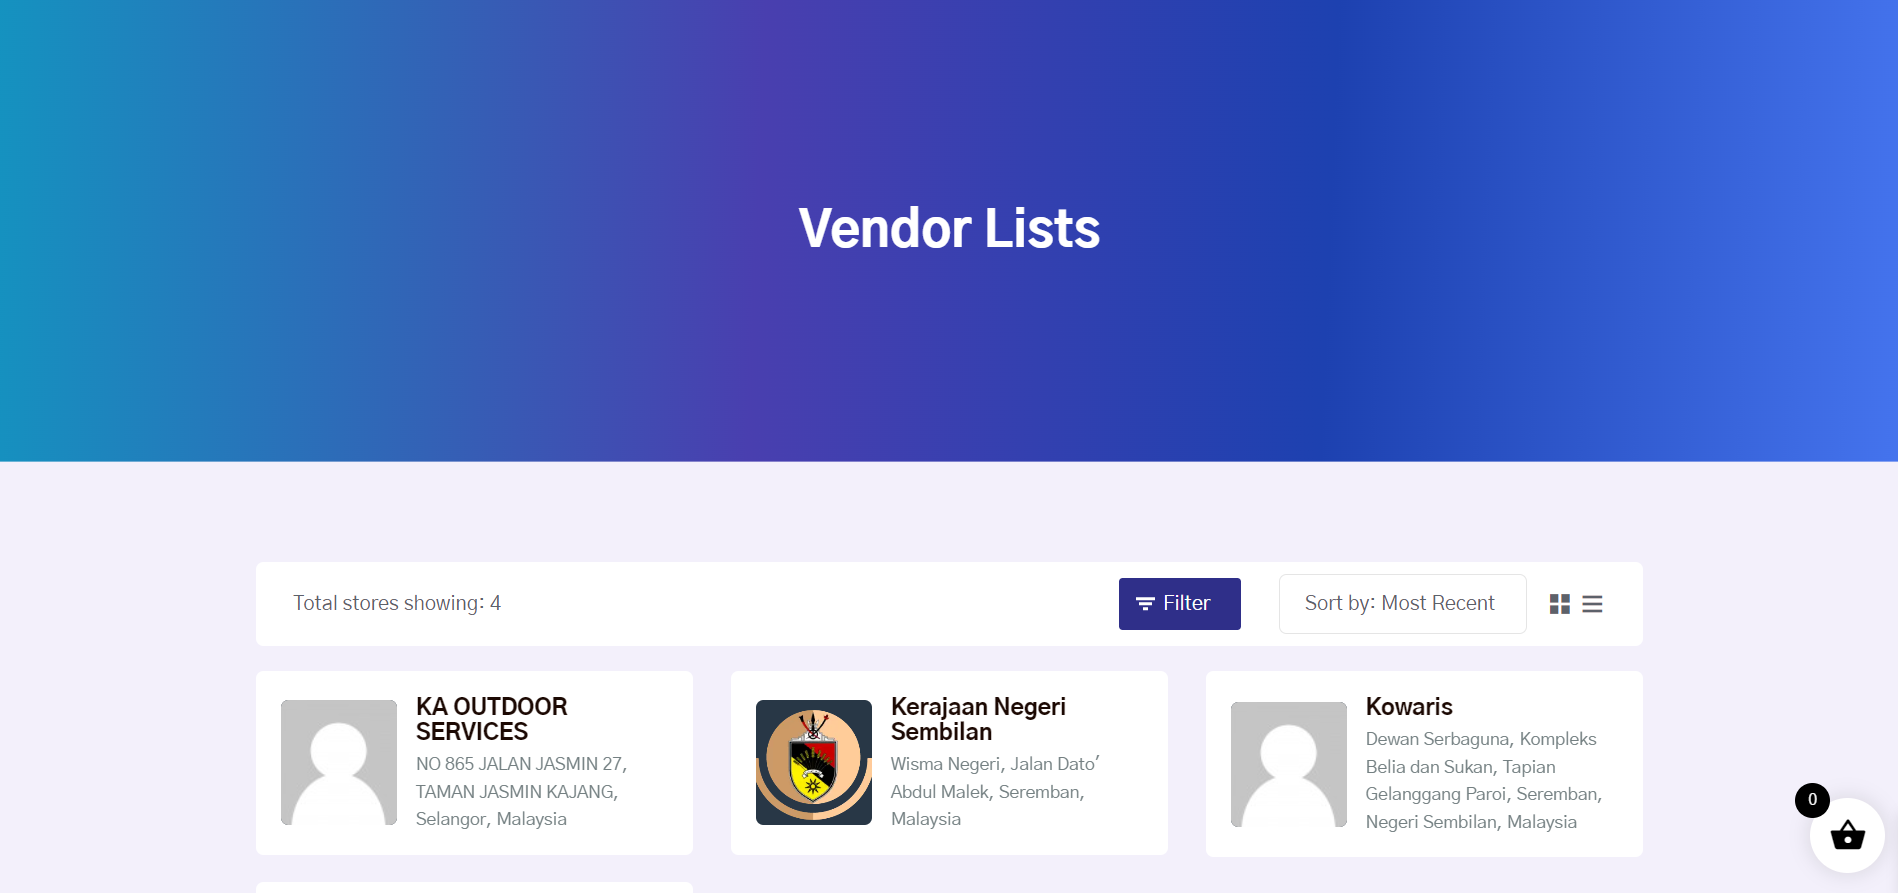 Vendor Lists
Total stores showing: 4
Filter
Sort by: Most Recent
KA OUTDOOR
SERVICES
NO 865 JALAN JASMIN 27,
TAMAN JASMIN KAJANG,
Selangor, Malaysia
Kerajaan Negeri
Sembilan
Wisma Negeri, Jalan Dato'
Abdul Malek, Seremban,
Malaysia
Kowaris
Dewan Serbaguna, Kompleks
Belia dan Sukan, Tapian
Gelanggang Paroi, Seremban,
Negeri Sembilan, Malaysia
0